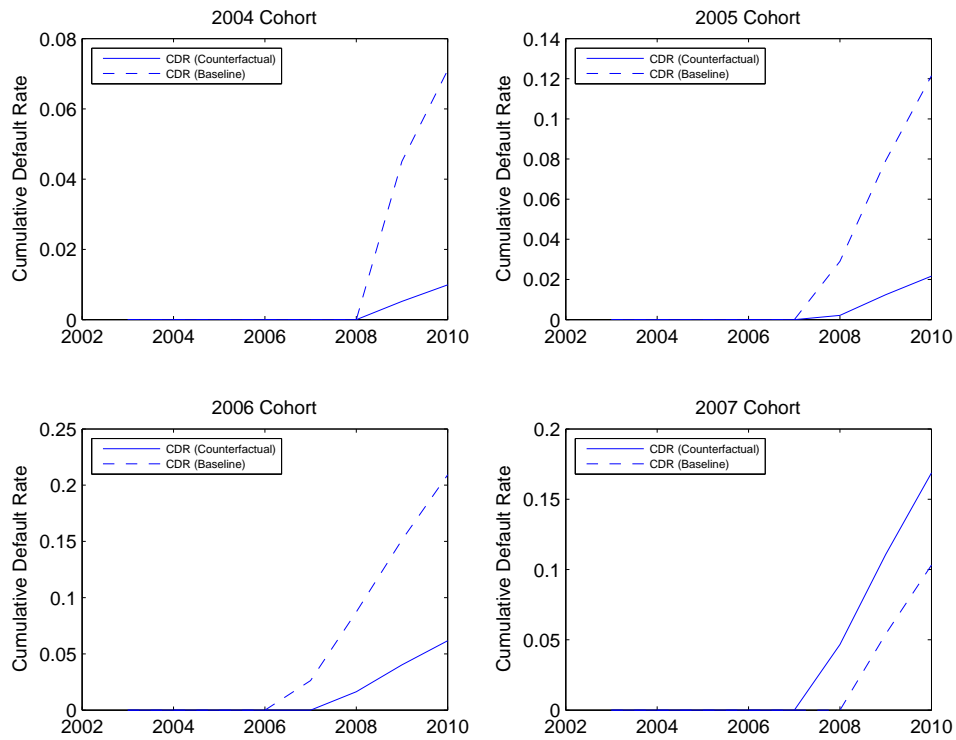 2004 Cohort
0.08
0.06
0.04
0.02
0
Cumulative Default Rate
CDR (Counterfactual)
CDR (Baseline)
2002 2004 2006 2008 2010
2005 Cohort
0.14
0.12
0.1
0.08
0.06
0.04
0.02
0
Cumulative Default Rate
CDR (Counterfactual)
CDR (Baseline)
2002 2004 2006 2008 2010
2006 Cohort
0.25
0.2
0.15
0.1
0.05
0
Cumulative Default Rate
CDR (Counterfactual)
CDR (Baseline)
2002 2004 2006 2008 2010
2007 Cohort
0.2
0.15
0.1
0.05
0
Cumulative Default Rate
CDR (Counterfactual)
CDR (Baseline)
2002 2004 2006 2008 2010